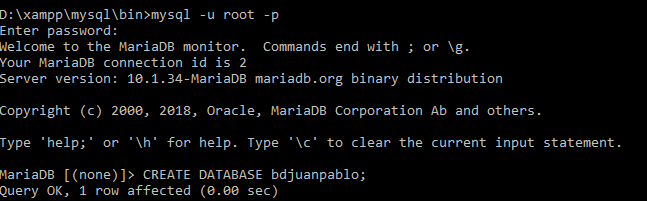 D:\xampp\mysql\bin>mysql -u root -p
Enter password:
Welcome to the MariaDB monitor.  Commands end with ; or \g.
Your MariaDB connection id is 2
Server version: 10.1.34-MariaDB mariadb.org binary distribution

Copyright (c) 2000, 2018, Oracle, MariaDB Corporation Ab and others.

Type 'help;' or '\h' for help. Type '\c' to clear the current input statement.

MariaDB [(none)]> CREATE DATABASE bdjuanpablo;
Query OK, 1 row affected (0.00 sec)